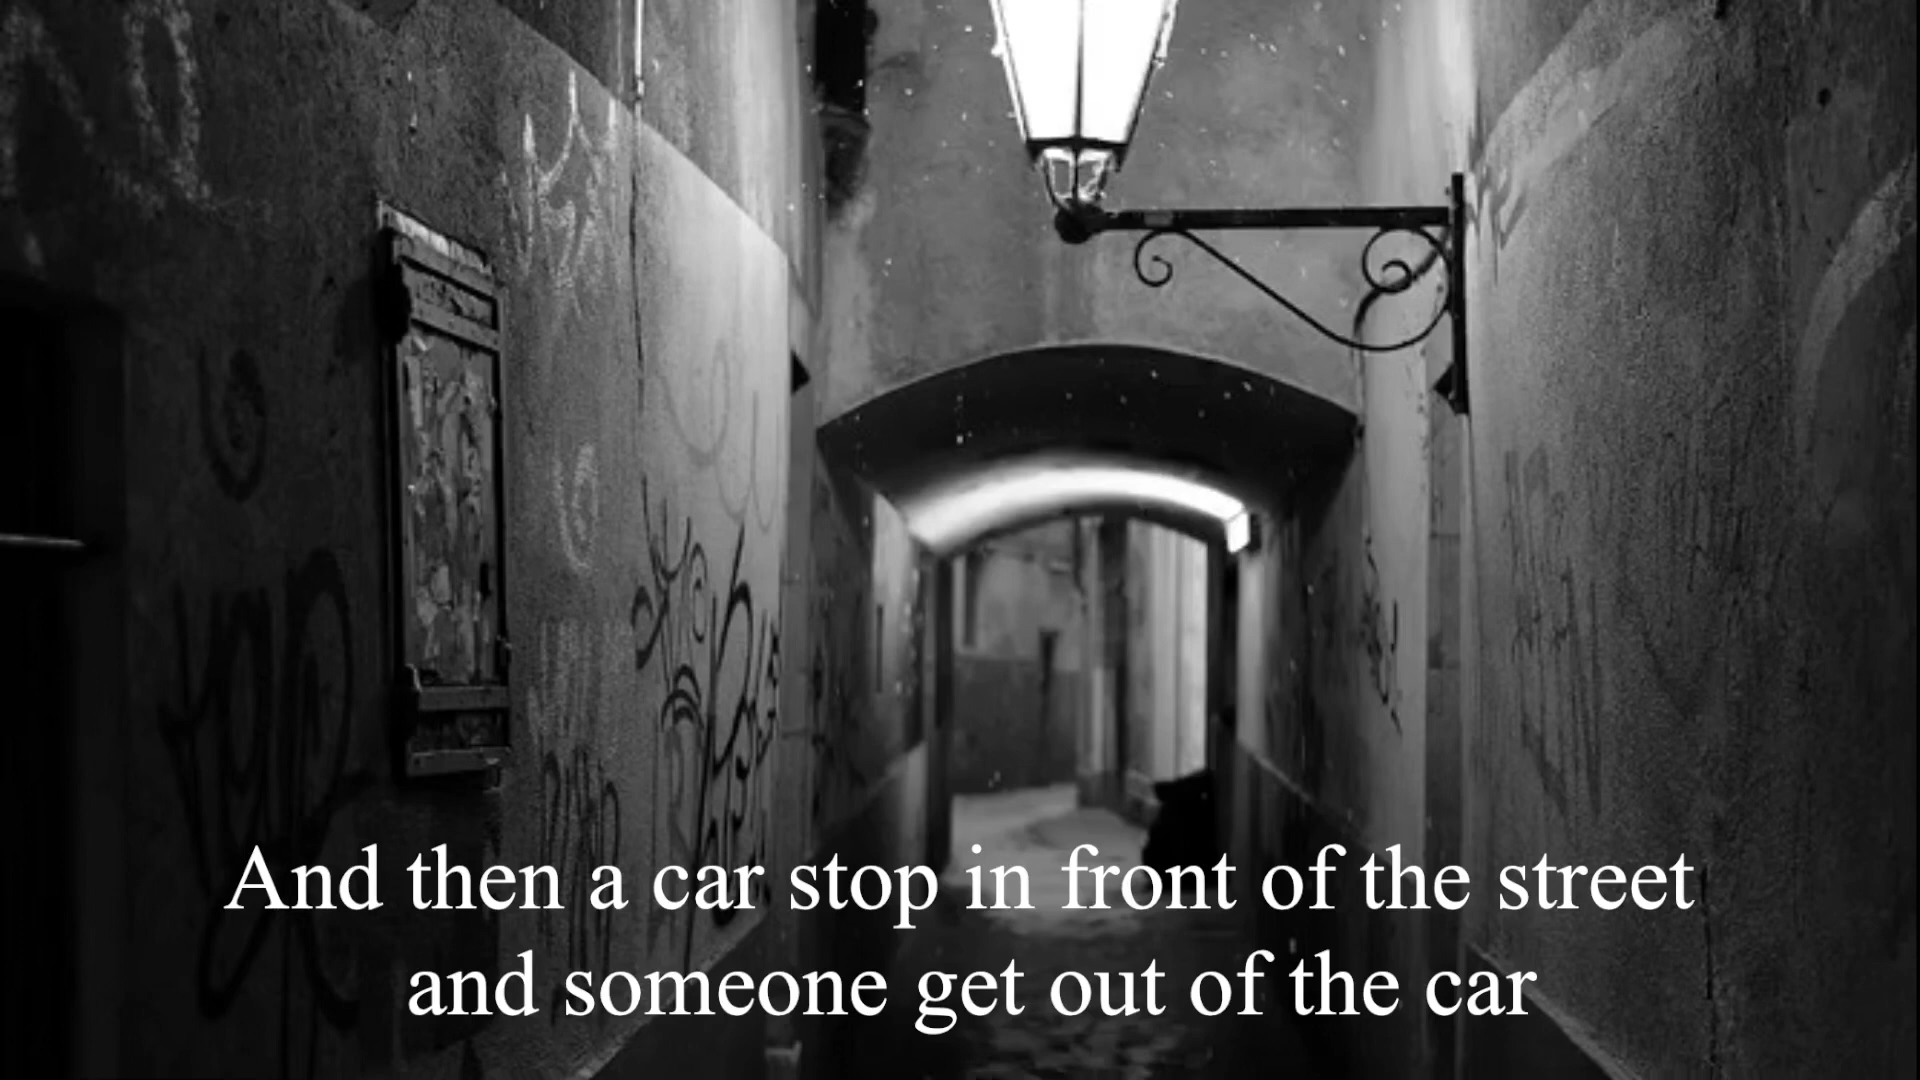 And then a car stop in front of the street
and someone get out of the car